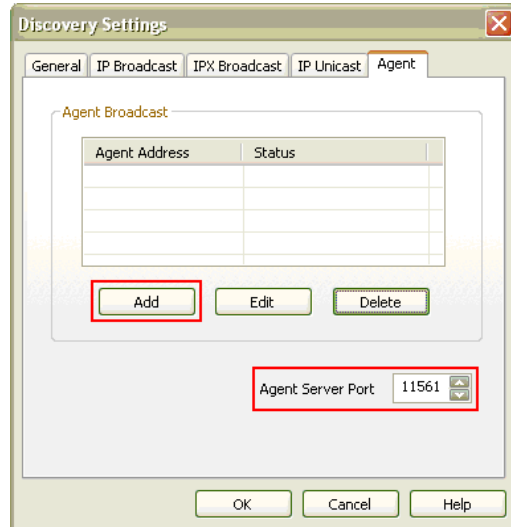 Discovery Settings
General IP Broadcast IPX Broadcast IP Unicast Agent
Agent Broadcast
Agent Address Status
Add Edit Delete
Agent Server Port 11561
OK Cancel Help